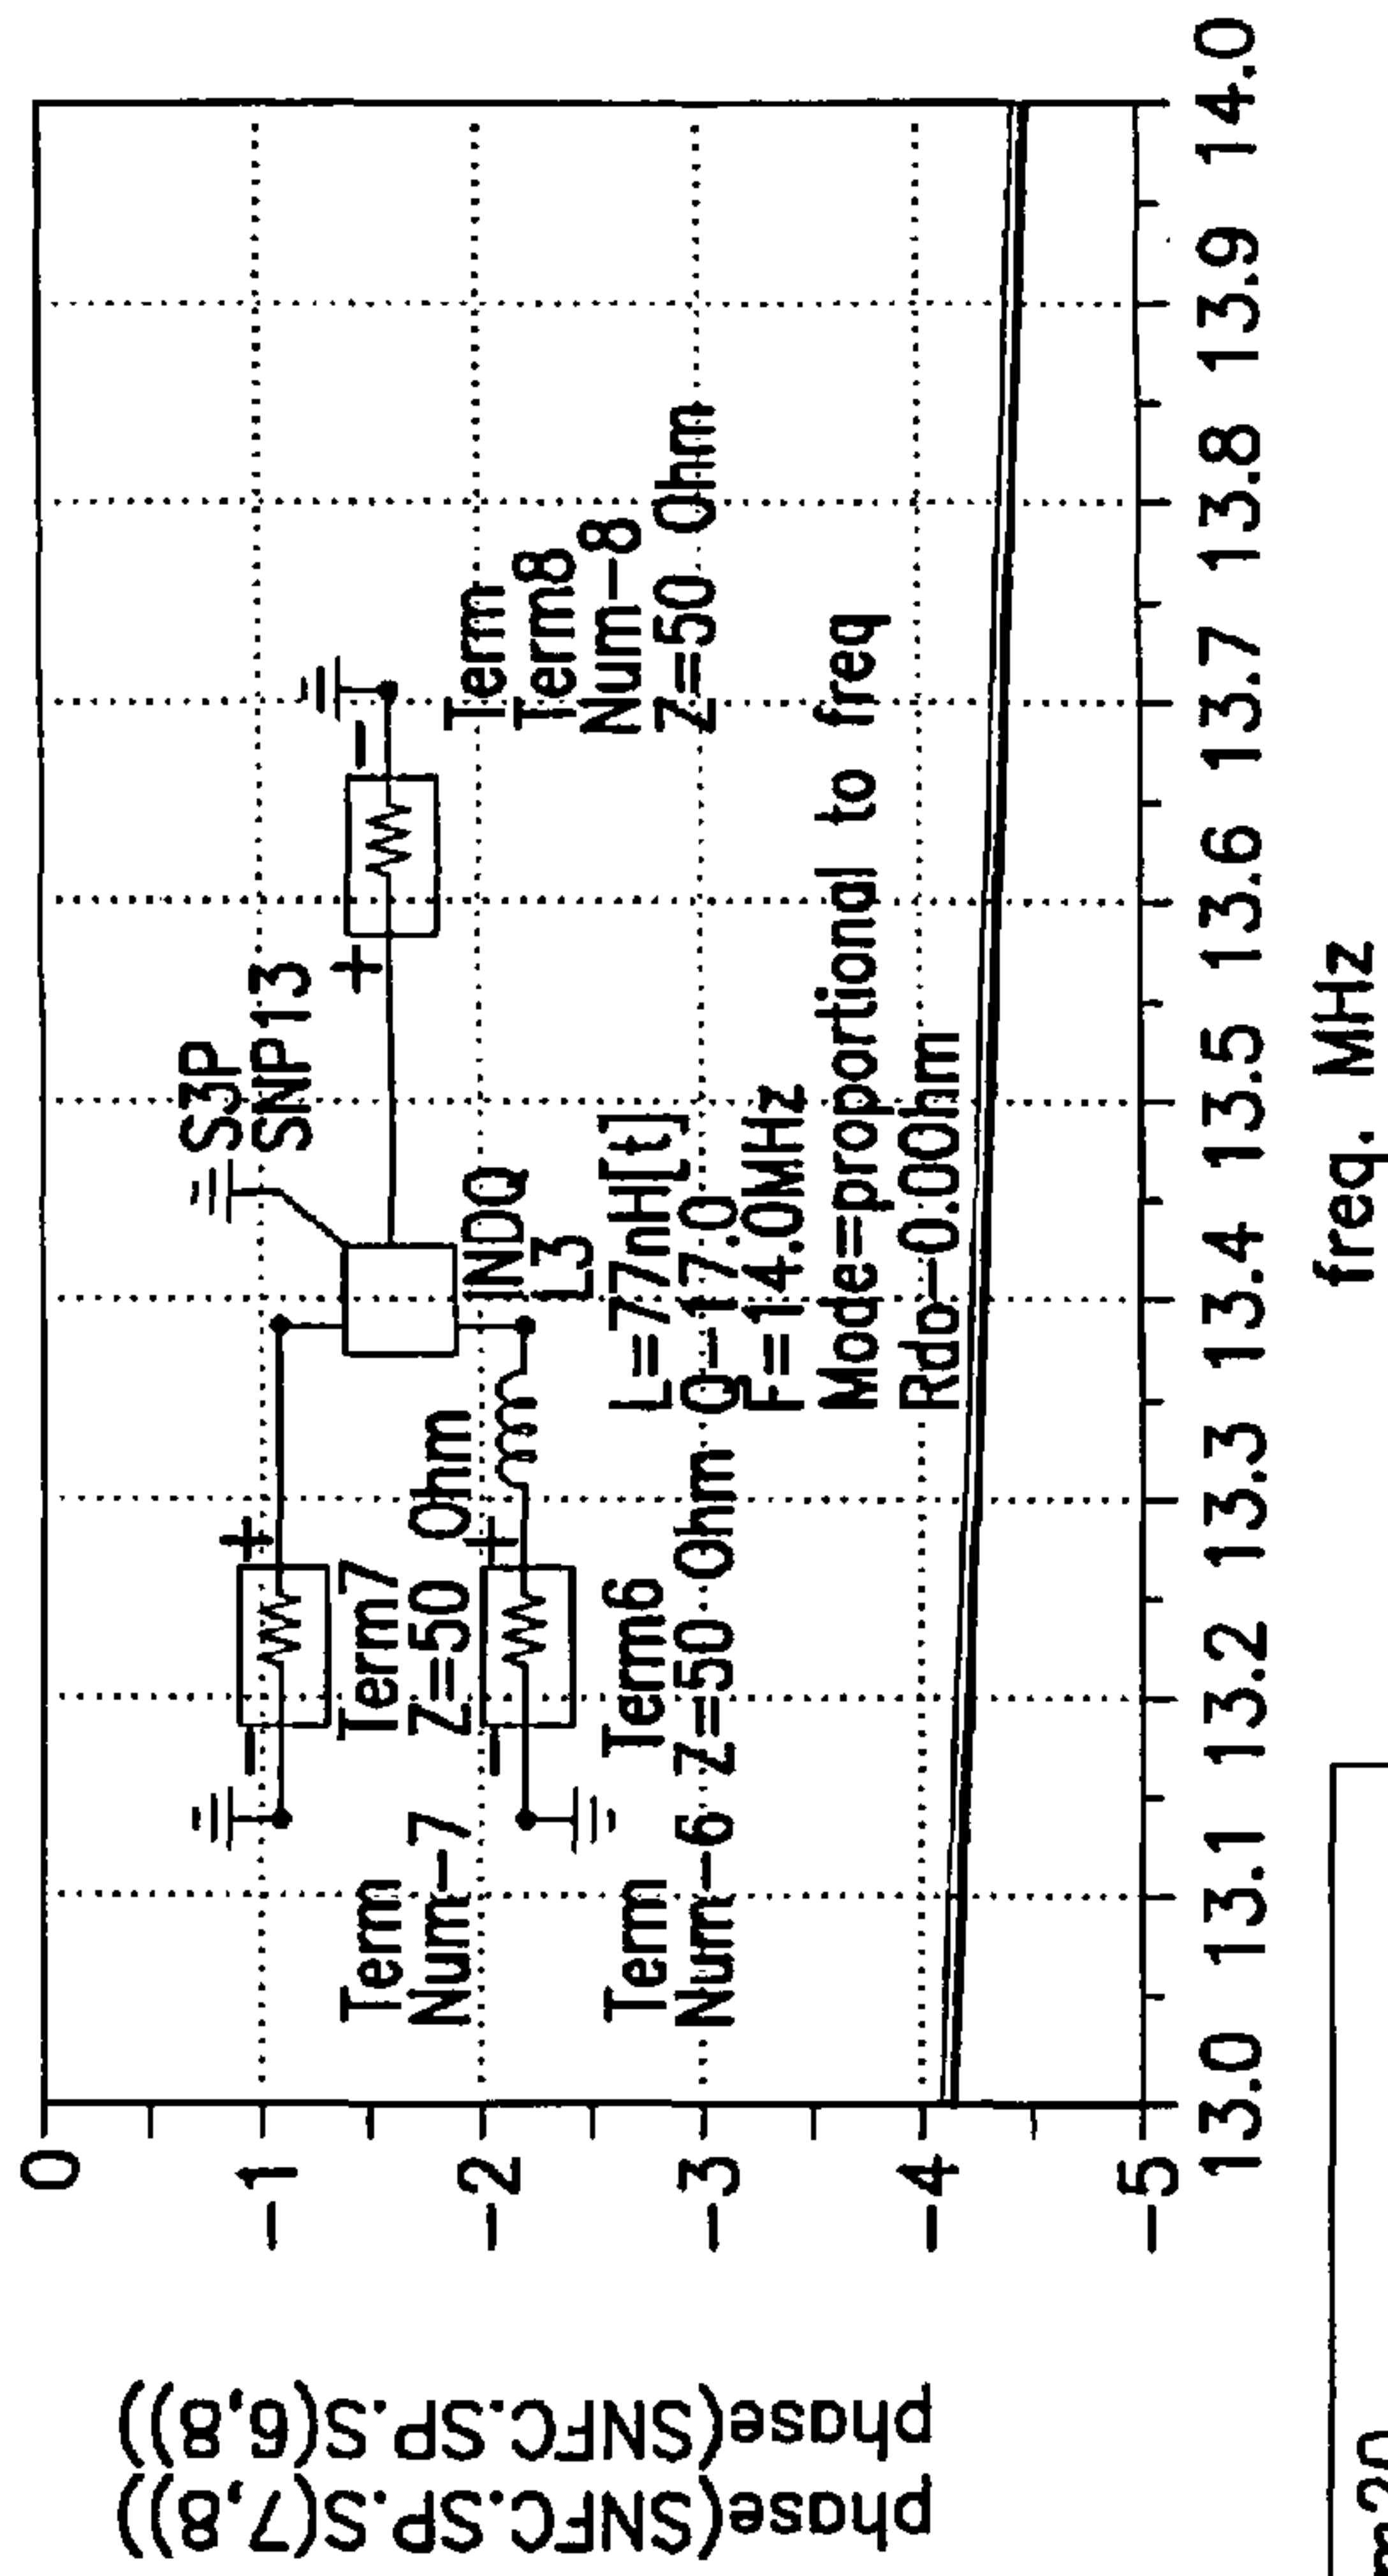 phase(SNFC.SP.S(7,8))
phase(SNFC.SP.S(6,8))
0
-1
-2
-3
-4
-5
S3P
SNP13
+
-
Term
Term8
Num-8
Z=50 Ohm
-
+
Term Term7
Num-7 Z=50 Ohm
-
+
Term Term6
Num-6 Z=50 Ohm
INDQ
L3
L=77nH[t]
Q-17.0
F=14.0MHz
Mode=proportional to freq
Rdo-0.00hm
13.0 13.1 13.2 13.3 13.4 13.5 13.6 13.7 13.8 13.9 14.0
freq. MHz
m20